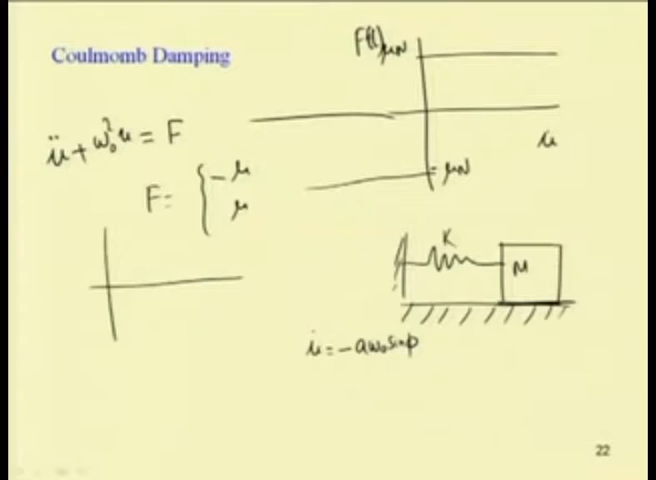 Coulmomb Damping
F(t)
μN
ü + ω₀²u = F
u̇
F = { -μ
μ
= μN
K
M
u̇ = -aω₀sinφ
22